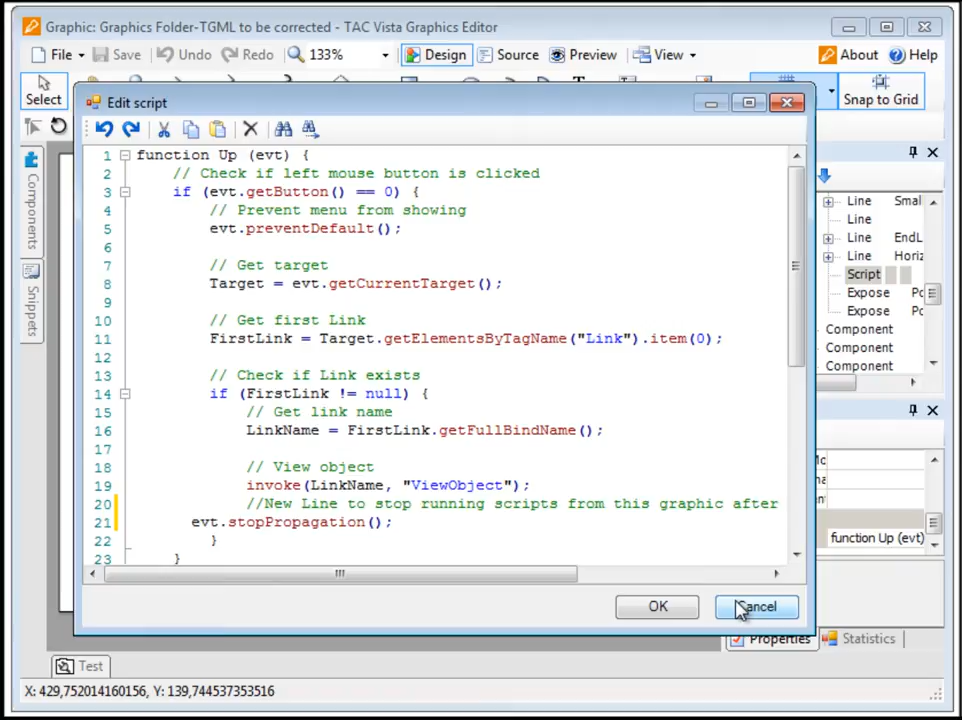 Graphic: Graphics Folder-TGML to be corrected - TAC Vista Graphics Editor
File Save Undo Redo 133% Design Source Preview View About Help
Select Snap to Grid
Edit script
Components
Snippets
1 function Up (evt) {
2 // Check if left mouse button is clicked
3 if (evt.getButton() == 0) {
4 // Prevent menu from showing
5 evt.preventDefault();
6
7 // Get target
8 Target = evt.getCurrentTarget();
9
10 // Get first Link
11 FirstLink = Target.getElementsByTagName("Link").item(0);
12
13 // Check if Link exists
14 if (FirstLink != null) {
15 // Get link name
16 LinkName = FirstLink.getFullBindName();
17
18 // View object
19 invoke(LinkName, "ViewObject");
20 //New Line to stop running scripts from this graphic after
21 evt.stopPropagation();
22 }
23 }
Line Smal
Line
Line EndL
Line Horiz
Script
Expose Po
Expose Po
Component
Component
Component
function Up (evt)
OK Cancel
Properties Statistics
Test
X: 429,752014160156, Y: 139,744537353516